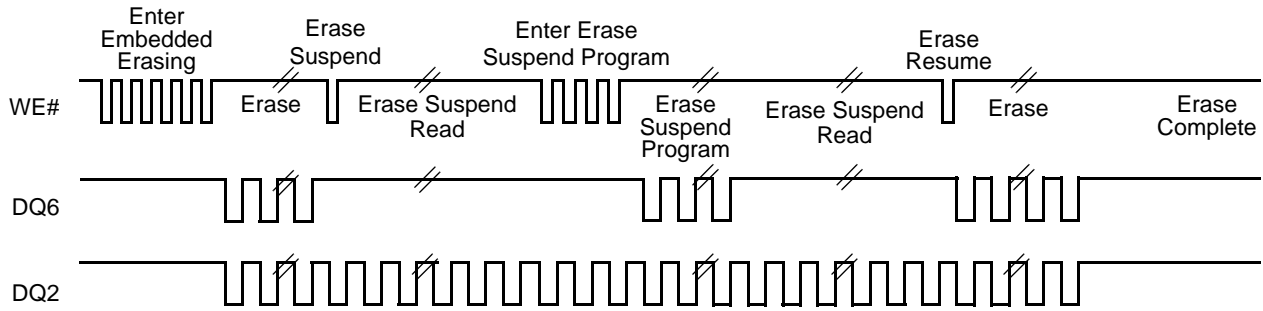 Enter
Embedded
Erasing
Erase
Suspend
Enter Erase
Suspend Program
Erase
Resume
WE#
Erase
Erase Suspend
Read
Erase
Suspend
Program
Erase Suspend
Read
Erase
Erase
Complete
DQ6
DQ2